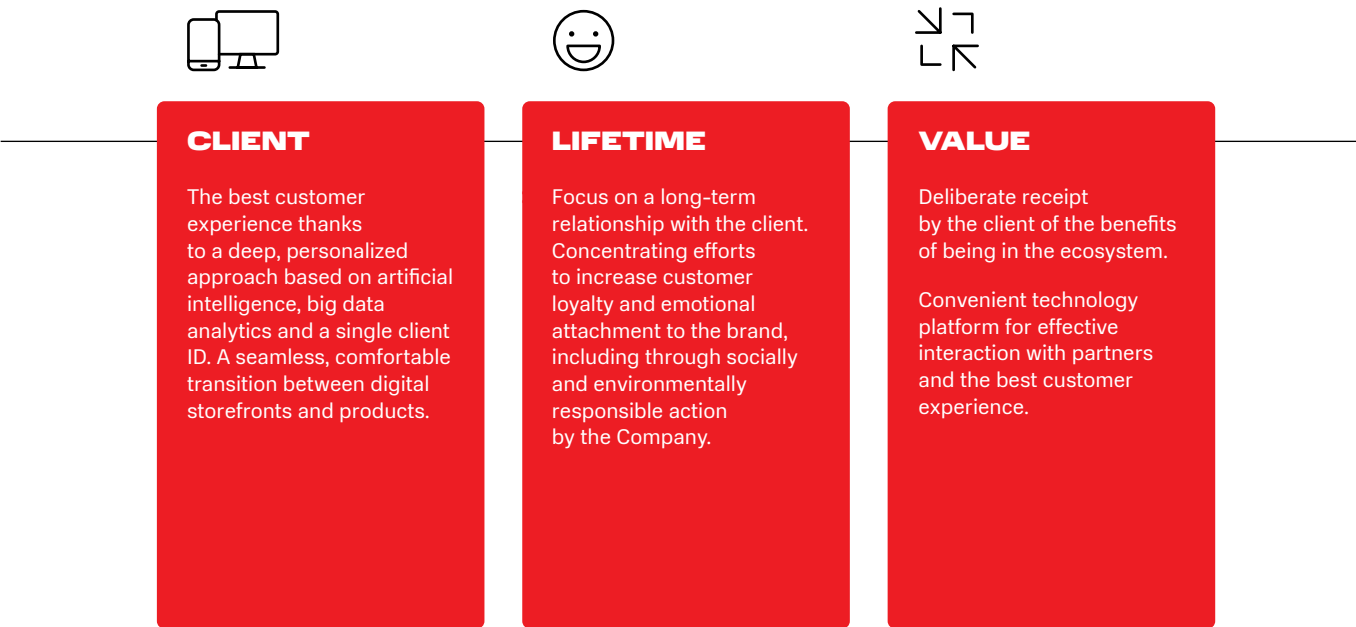 CLIENT
The best customer
experience thanks
to a deep, personalized
approach based on artificial
intelligence, big data
analytics and a single client
ID. A seamless, comfortable
transition between digital
storefronts and products.
LIFETIME
Focus on a long-term
relationship with the client.
Concentrating efforts
to increase customer
loyalty and emotional
attachment to the brand,
including through socially
and environmentally
responsible action
by the Company.
VALUE
Deliberate receipt
by the client of the benefits
of being in the ecosystem.
Convenient technology
platform for effective
interaction with partners
and the best customer
experience.